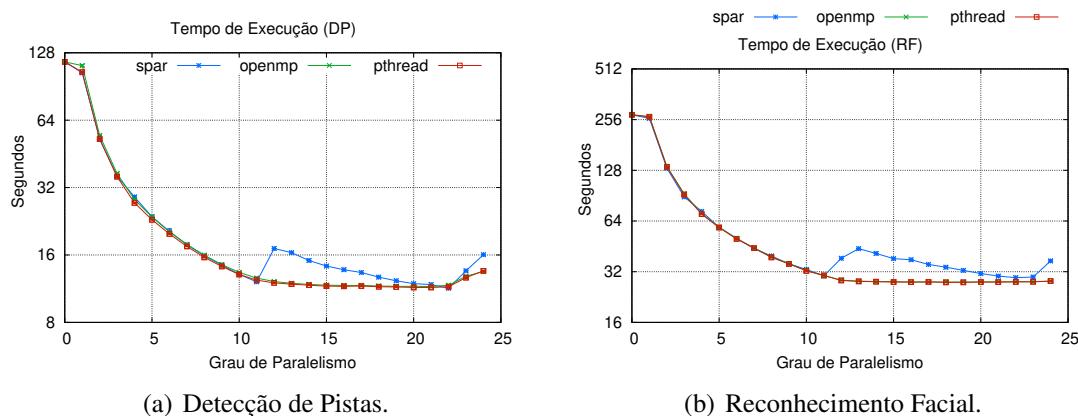 Tempo de Execução (DP)
spar openmp pthread
128
64
32
16
8
Segundos
0 5 10 15 20 25
Grau de Paralelismo
(a) Detecção de Pistas.
spar openmp pthread
Tempo de Execução (RF)
512
256
128
64
32
16
Segundos
0 5 10 15 20 25
Grau de Paralelismo
(b) Reconhecimento Facial.